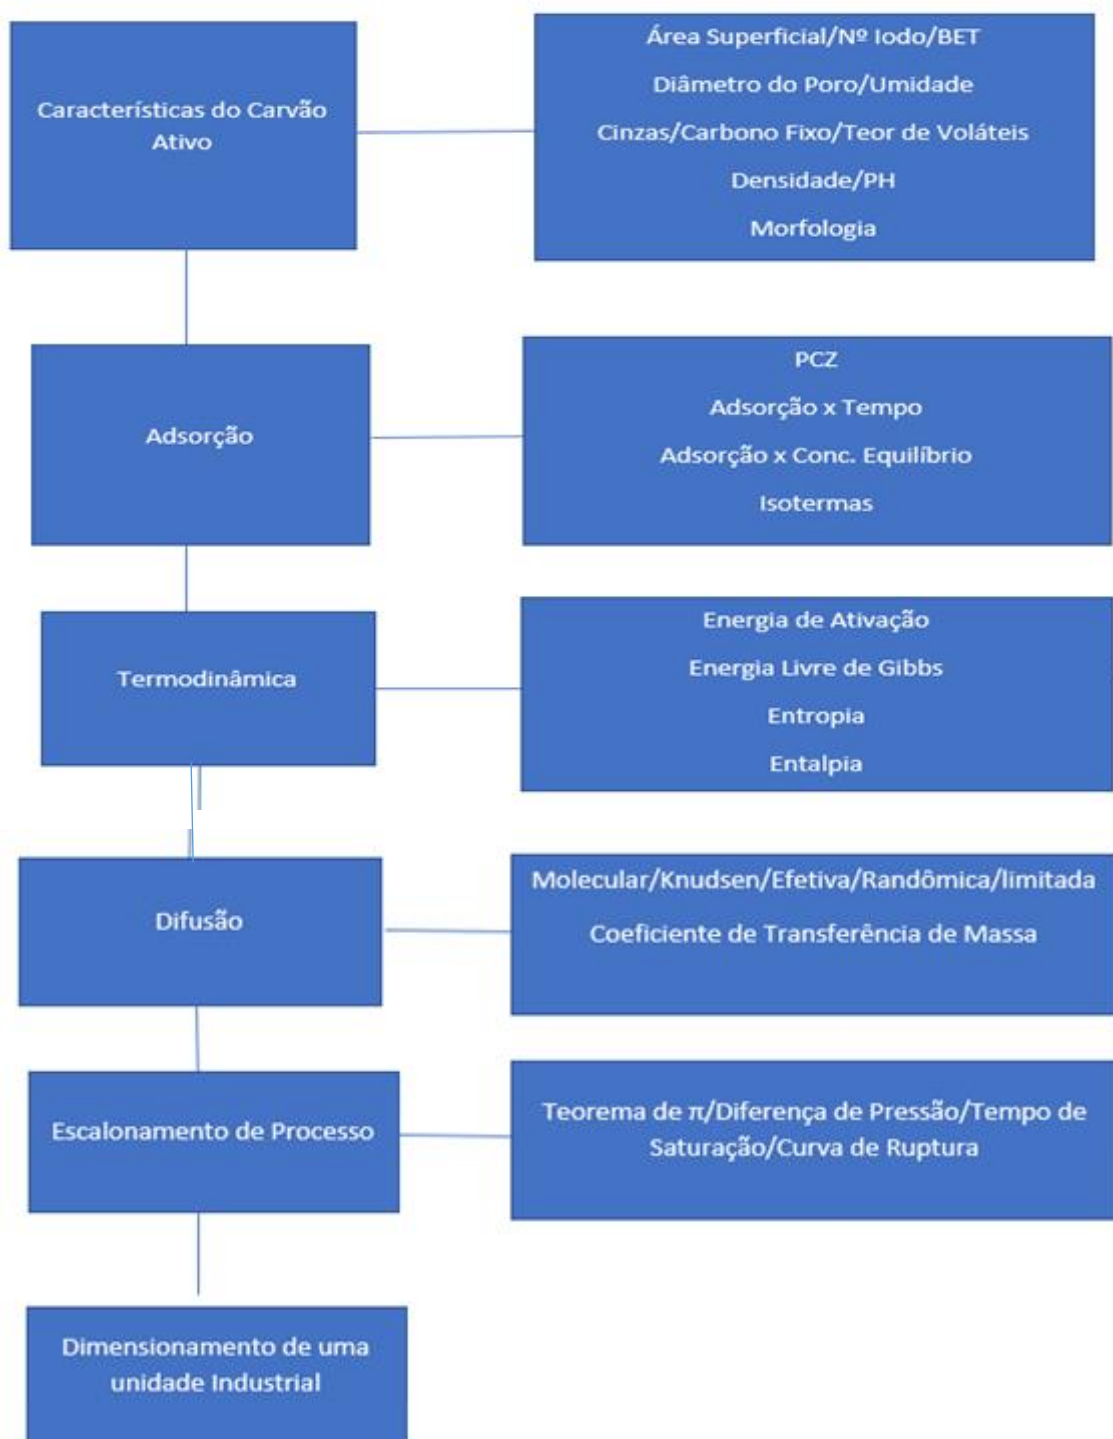 Características do Carvão
Ativo
Área Superficial/Nº Iodo/BET
Diâmetro do Poro/Umidade
Cinzas/Carbono Fixo/Teor de Voláteis
Densidade/PH
Morfologia
Adsorção
PCZ
Adsorção x Tempo
Adsorção x Conc. Equilíbrio
Isotermas
Termodinâmica
Energia de Ativação
Energia Livre de Gibbs
Entropia
Entalpia
Difusão
Molecular/Knudsen/Efetiva/Randômica/limitada
Coeficiente de Transferência de Massa
Escalonamento de Processo
Teorema de π/Diferença de Pressão/Tempo de
Saturação/Curva de Ruptura
Dimensionamento de uma
unidade Industrial